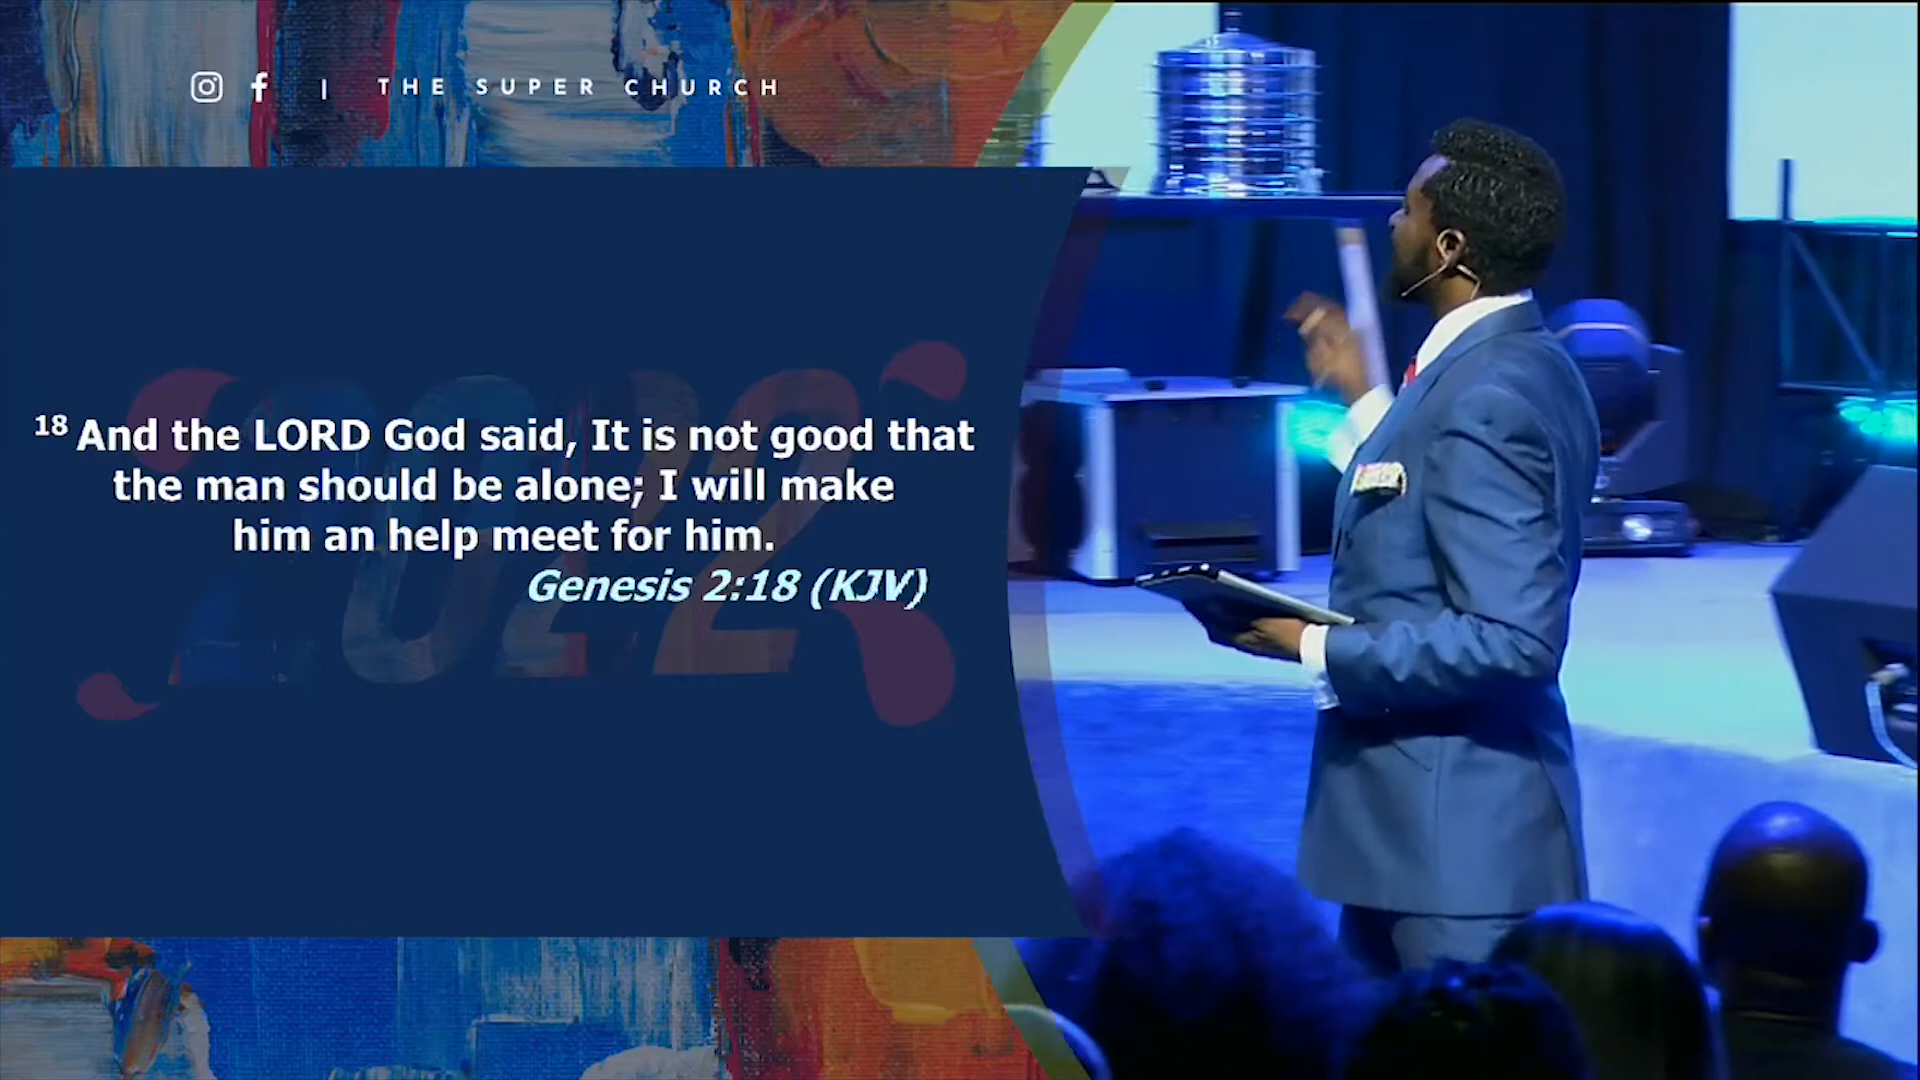 | THE SUPER CHURCH
18 And the LORD God said, It is not good that
the man should be alone; I will make
him an help meet for him.
Genesis 2:18 (KJV)
2022